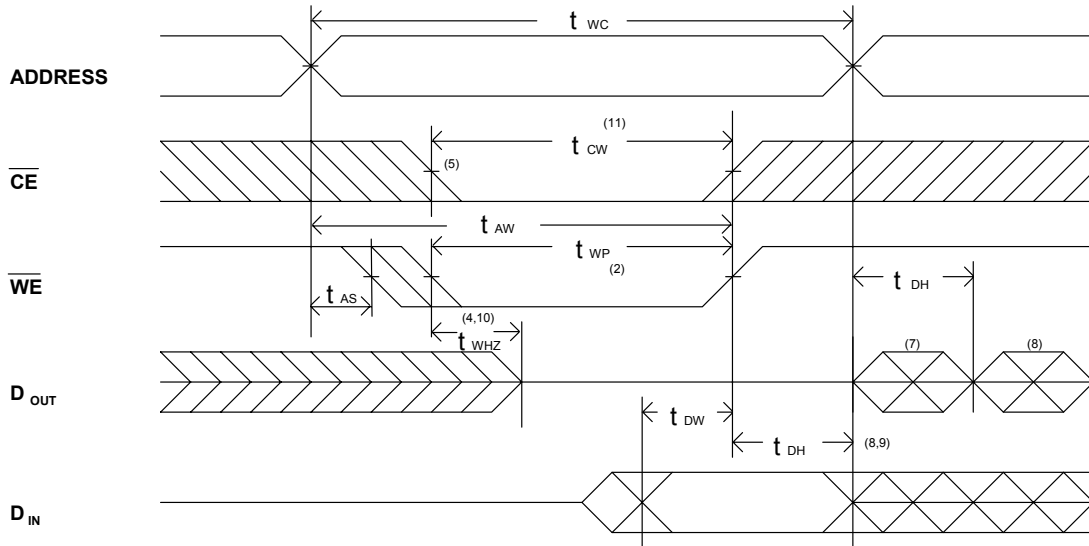 t WC
ADDRESS
(11)
t CW
CE
(5)
t AW
t WP
(2)
WE
t AS
t DH
(4,10)
t WHZ
(7)
(8)
D OUT
t DW
t DH
(8,9)
D IN